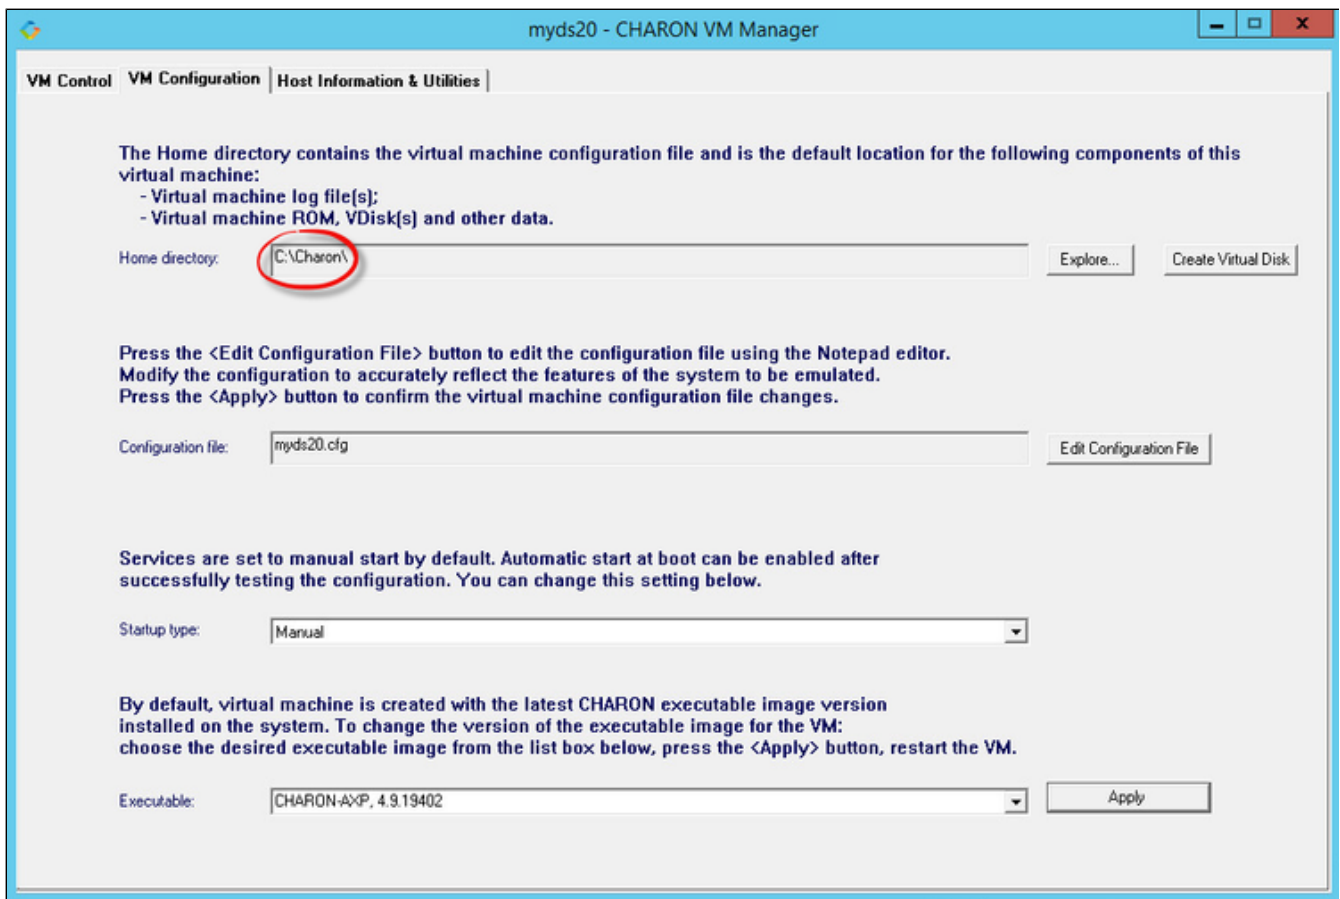 myds20 - CHARON VM Manager
VM Control VM Configuration Host Information & Utilities
The Home directory contains the virtual machine configuration file and is the default location for the following components of this
virtual machine:
- Virtual machine log file(s);
- Virtual machine ROM, VDisk(s) and other data.
Home directory: C:\Charon\ Explore... Create Virtual Disk
Press the <Edit Configuration File> button to edit the configuration file using the Notepad editor.
Modify the configuration to accurately reflect the features of the system to be emulated.
Press the <Apply> button to confirm the virtual machine configuration file changes.
Configuration file: myds20.cfg Edit Configuration File
Services are set to manual start by default. Automatic start at boot can be enabled after
successfully testing the configuration. You can change this setting below.
Startup type: Manual
By default, virtual machine is created with the latest CHARON executable image version
installed on the system. To change the version of the executable image for the VM:
choose the desired executable image from the list box below, press the <Apply> button, restart the VM.
Executable: CHARON-AXP, 4.9.19402 Apply